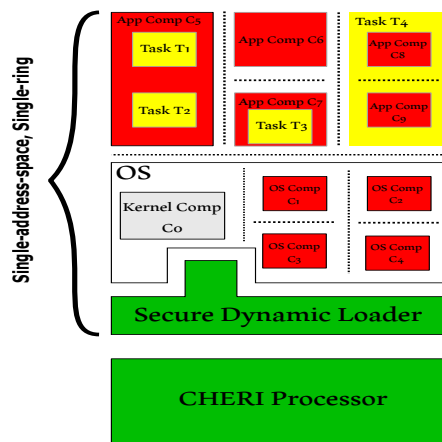 Single-address-space, Single-ring
App Comp C5
Task T1
Task T2
App Comp C6
App Comp C7
Task T3
Task T4
App Comp
C8
App Comp
C9
OS
Kernel Comp
C0
OS Comp
C1
OS Comp
C2
OS Comp
C3
OS Comp
C4
Secure Dynamic Loader
CHERI Processor